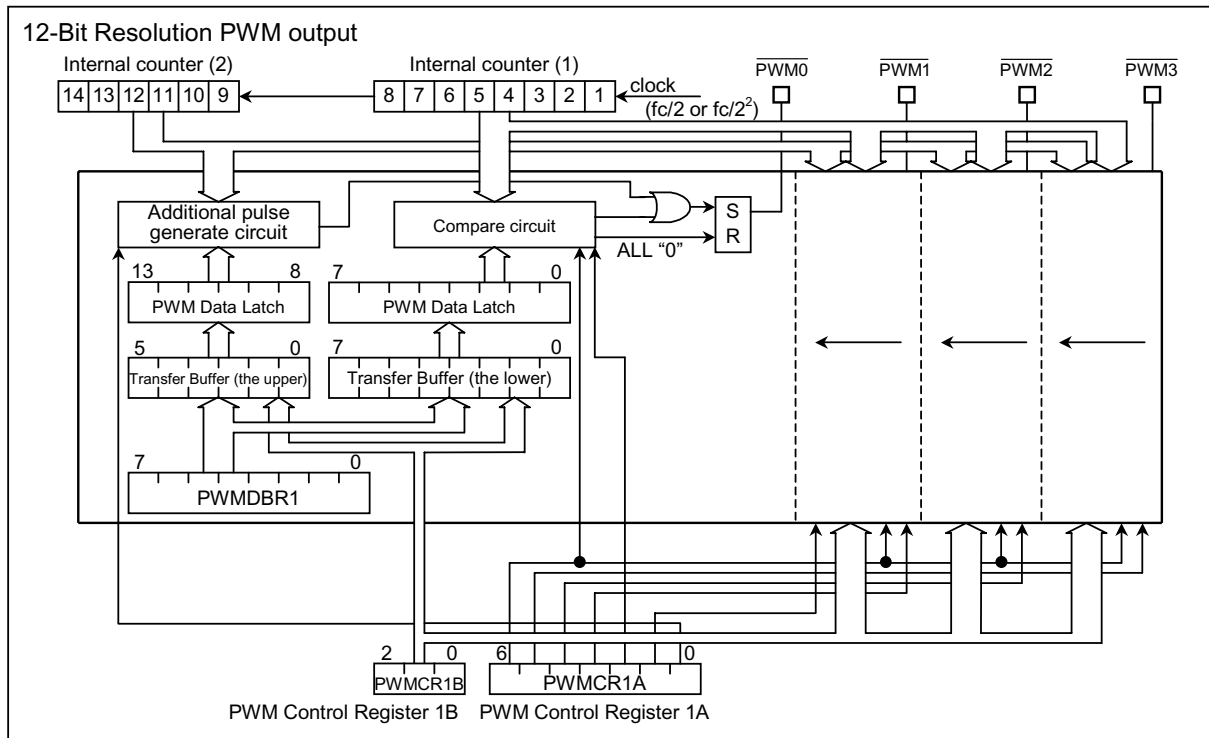 12-Bit Resolution PWM output
Internal counter (2)
Internal counter (1)
PWM0
PWM1
PWM2
PWM3
14 13 12 11 10 9
8 7 6 5 4 3 2 1
clock
(fc/2 or fc/2²)
Additional pulse
generate circuit
Compare circuit
S
R
ALL “0”
13 8
PWM Data Latch
7 0
PWM Data Latch
5 0
Transfer Buffer (the upper)
7 0
Transfer Buffer (the lower)
7 0
PWMDBR1
2 0
PWMCR1B
6 0
PWMCR1A
PWM Control Register 1B
PWM Control Register 1A